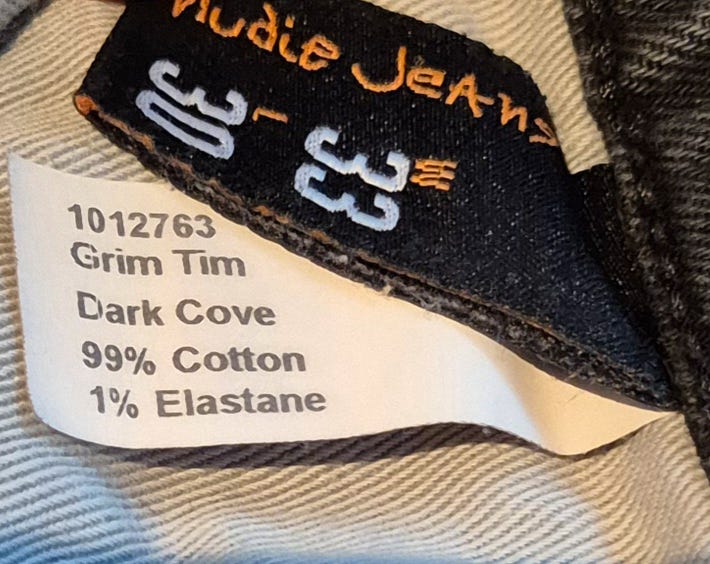 Nudie Jeans
30 - 33
1012763
Grim Tim
Dark Cove
99% Cotton
1% Elastane